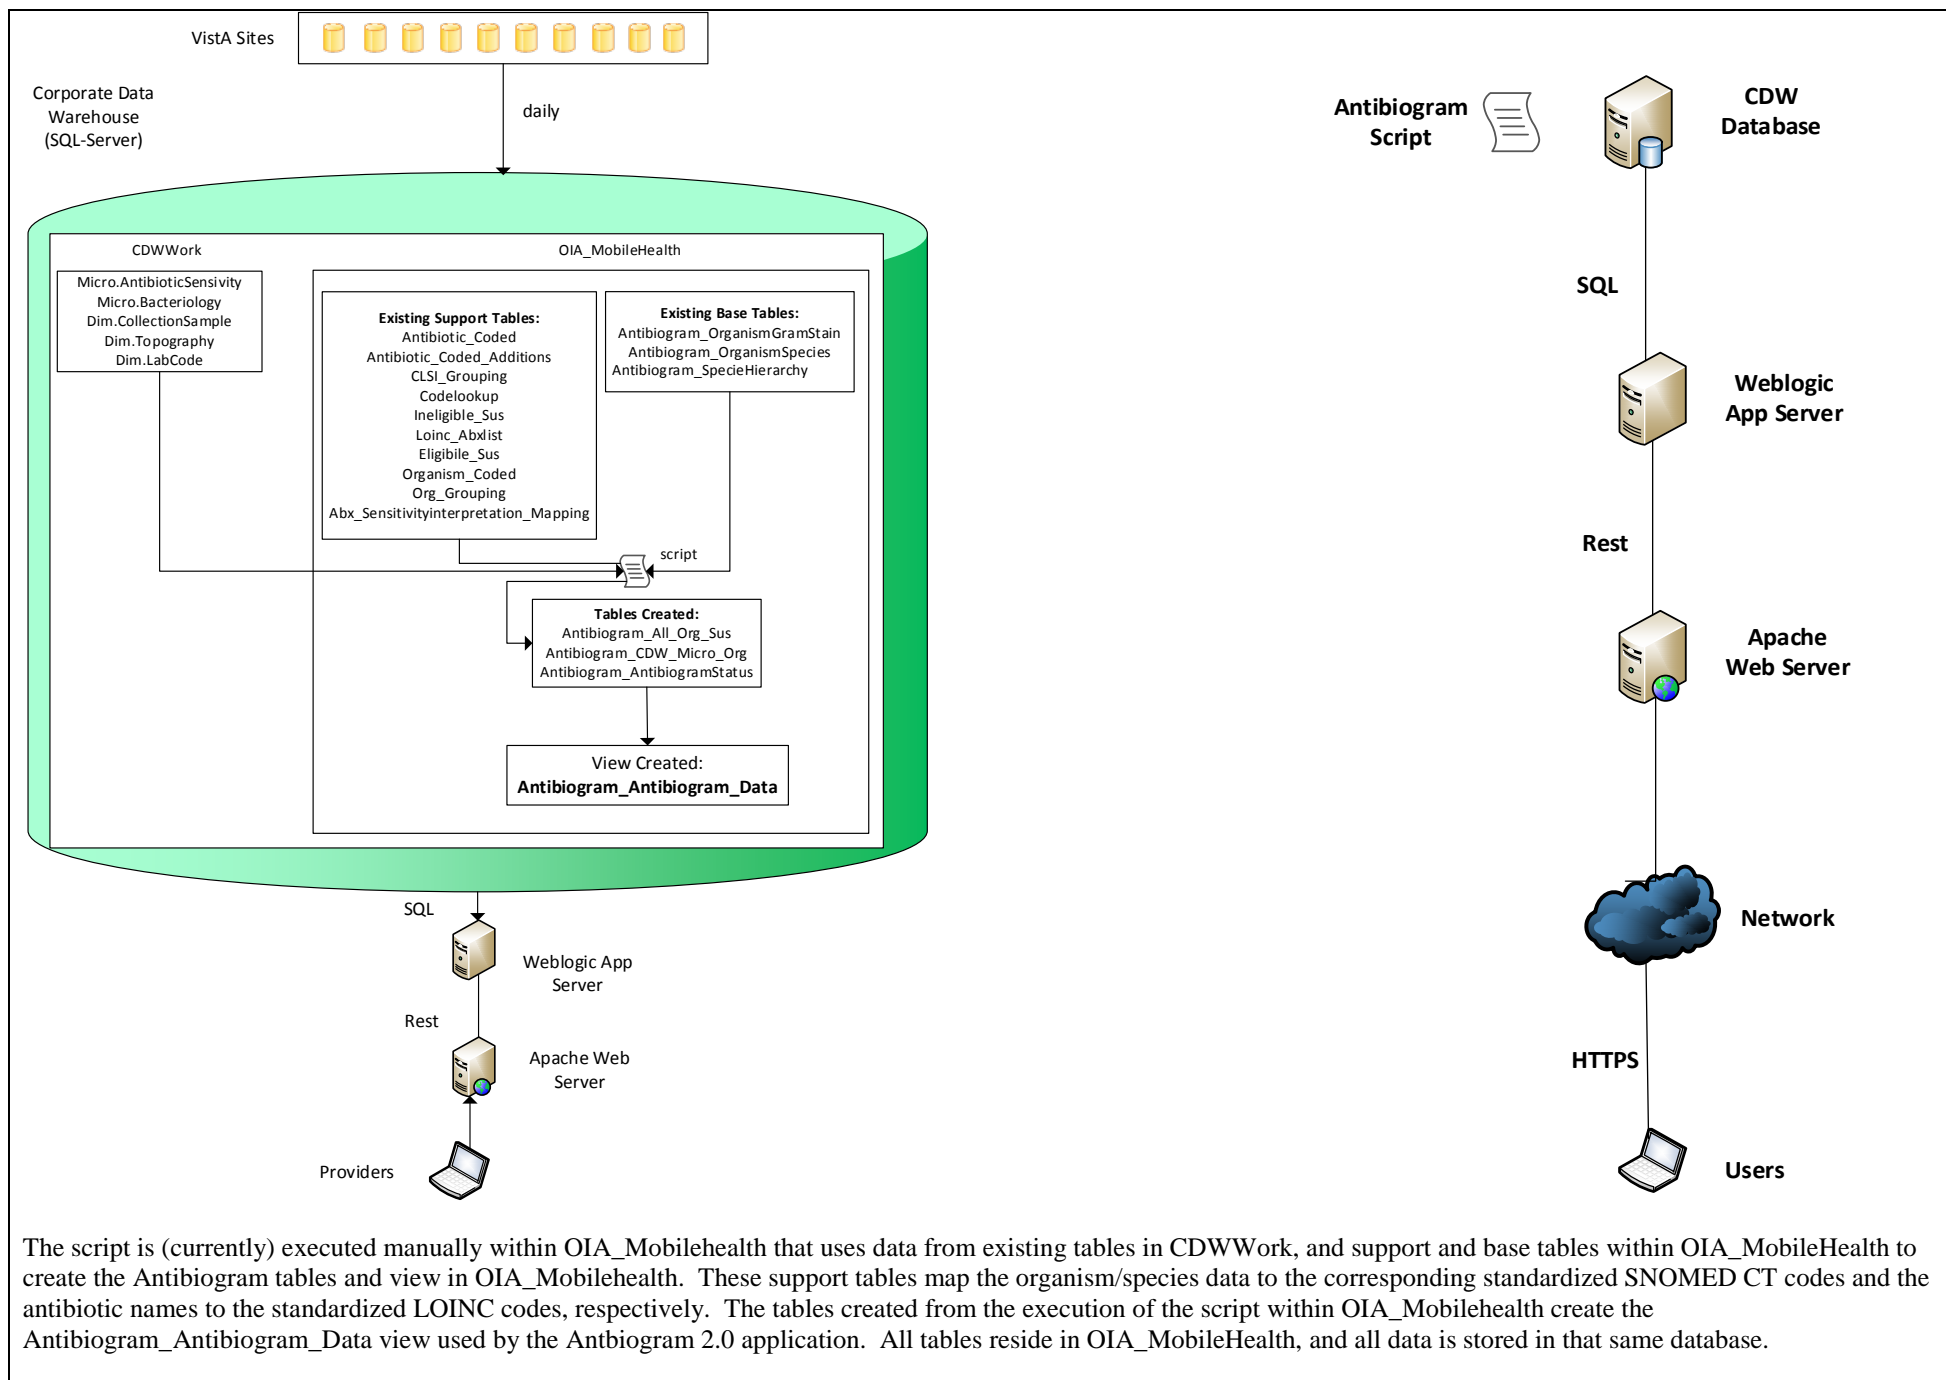 VistA Sites
Corporate Data
Warehouse
(SQL-Server)
daily
CDWWork
Micro.AntibioticSensivity
Micro.Bacteriology
Dim.CollectionSample
Dim.Topography
Dim.LabCode
OIA_MobileHealth
Existing Support Tables:
Antibiotic_Coded
Antibiotic_Coded_Additions
CLSI_Grouping
Codelookup
Ineligible_Sus
Loinc_Abxlist
Eligibile_Sus
Organism_Coded
Org_Grouping
Abx_Sensitivityinterpretation_Mapping
Existing Base Tables:
Antibiogram_OrganismGramStain
Antibiogram_OrganismSpecies
Antibiogram_SpecieHierarchy
script
Tables Created:
Antibiogram_All_Org_Sus
Antibiogram_CDW_Micro_Org
Antibiogram_AntibiogramStatus
View Created:
Antibiogram_Antibiogram_Data
SQL
Weblogic App
Server
Rest
Apache Web
Server
Providers
Antibiogram
Script
CDW
Database
SQL
Weblogic
App Server
Rest
Apache
Web Server
Network
HTTPS
Users
The script is (currently) executed manually within OIA_Mobilehealth that uses data from existing tables in CDWWork, and support and base tables within OIA_MobileHealth to
create the Antibiogram tables and view in OIA_Mobilehealth.  These support tables map the organism/species data to the corresponding standardized SNOMED CT codes and the
antibiotic names to the standardized LOINC codes, respectively.  The tables created from the execution of the script within OIA_Mobilehealth create the
Antibiogram_Antibiogram_Data view used by the Antbiogram 2.0 application.  All tables reside in OIA_MobileHealth, and all data is stored in that same database.